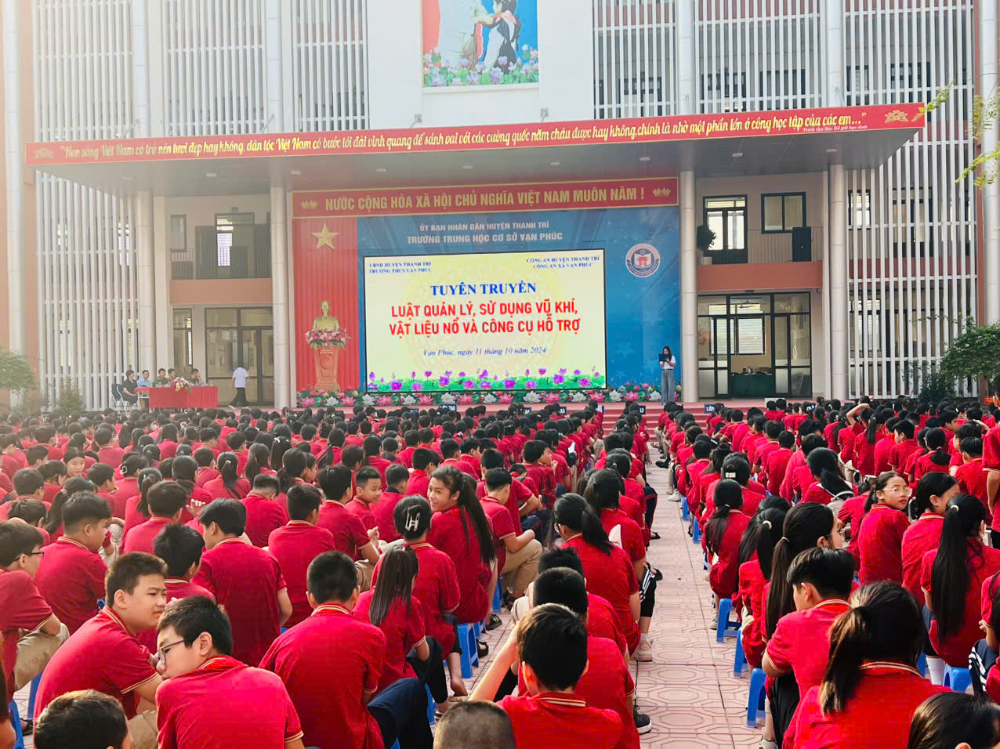 "Non sông Việt Nam có trở nên tươi đẹp hay không, dân tộc Việt Nam có bước tới đài vinh quang để sánh vai với các cường quốc năm châu được hay không, chính là nhờ một phần lớn ở công học tập của các em..."
Trích thư Bác Hồ gửi học sinh
NƯỚC CỘNG HÒA XÃ HỘI CHỦ NGHĨA VIỆT NAM MUÔN NĂM !
ỦY BAN NHÂN DÂN HUYỆN THANH TRÌ
TRƯỜNG TRUNG HỌC CƠ SỞ VẠN PHÚC
UBND HUYỆN THANH TRÌ
TRƯỜNG THCS VẠN PHÚC
CÔNG AN HUYỆN THANH TRÌ
CÔNG AN XÃ VẠN PHÚC
TUYÊN TRUYỀN
LUẬT QUẢN LÝ, SỬ DỤNG VŨ KHÍ,
VẬT LIỆU NỔ VÀ CÔNG CỤ HỖ TRỢ
Vạn Phúc, ngày 11 tháng 10 năm 2024